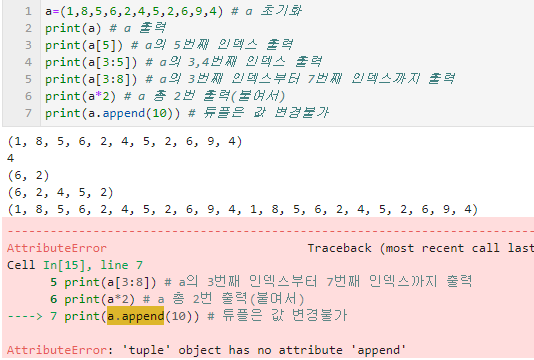 1 a=(1,8,5,6,2,4,5,2,6,9,4) # a 초기화
2 print(a) # a 출력
3 print(a[5]) # a의 5번째 인덱스 출력
4 print(a[3:5]) # a의 3,4번째 인덱스 출력
5 print(a[3:8]) # a의 3번째 인덱스부터 7번째 인덱스까지 출력
6 print(a*2) # a 총 2번 출력(붙여서)
7 print(a.append(10)) # 튜플은 값 변경불가
(1, 8, 5, 6, 2, 4, 5, 2, 6, 9, 4)
4
(6, 2)
(6, 2, 4, 5, 2)
(1, 8, 5, 6, 2, 4, 5, 2, 6, 9, 4, 1, 8, 5, 6, 2, 4, 5, 2, 6, 9, 4)
---------------------------------------------------------------------------
AttributeError Traceback (most recent call last
Cell In[15], line 7
5 print(a[3:8]) # a의 3번째 인덱스부터 7번째 인덱스까지 출력
6 print(a*2) # a 총 2번 출력(붙여서)
----> 7 print(a.append(10)) # 튜플은 값 변경불가
AttributeError: 'tuple' object has no attribute 'append'